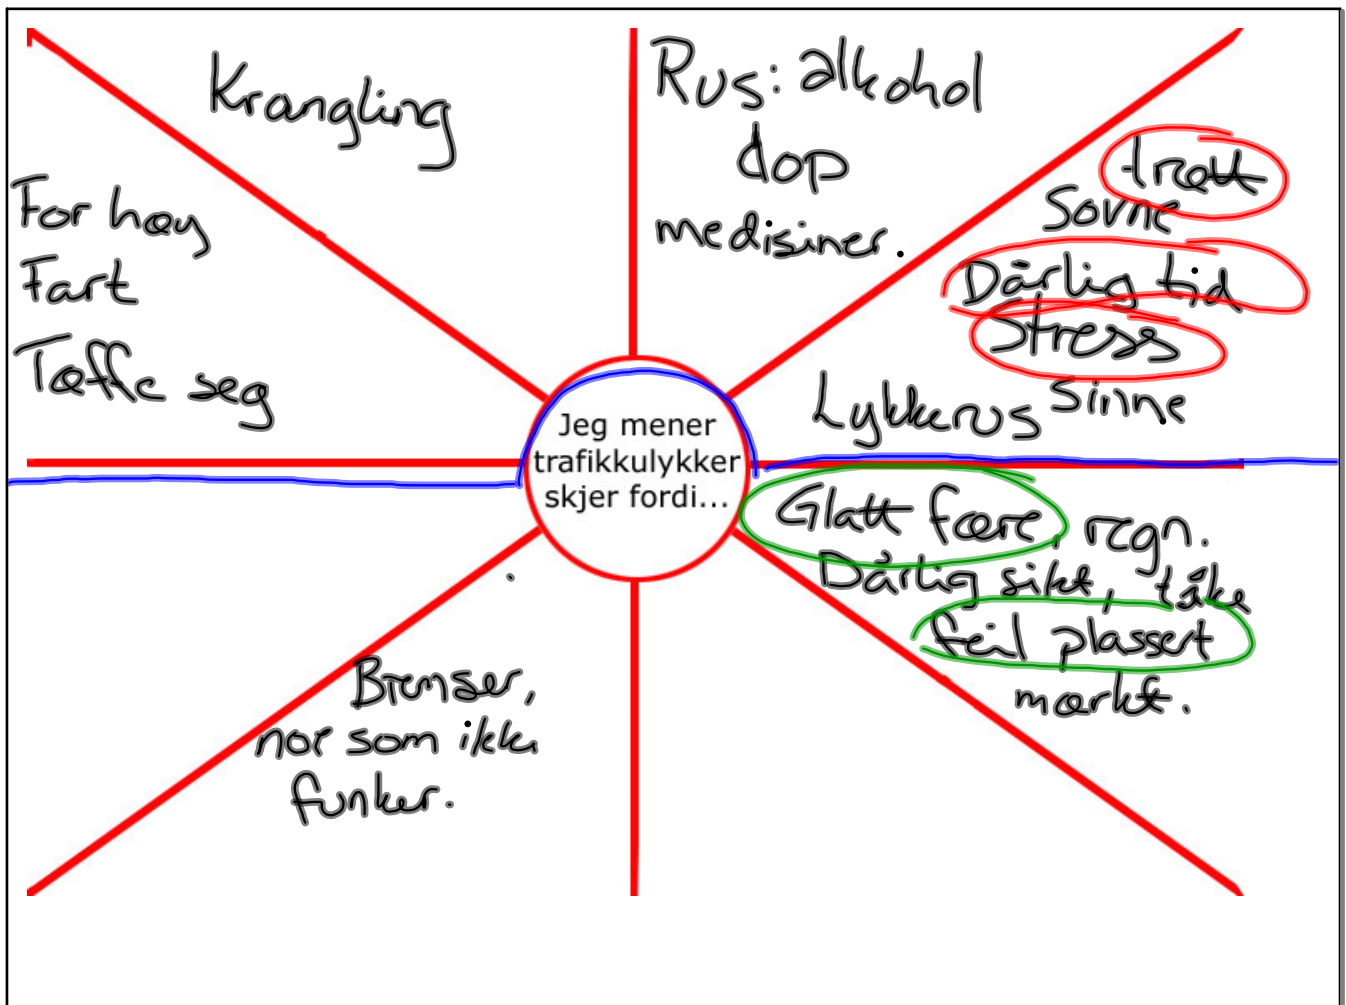 Krangling
Rus: alkohol
dop
medisiner.
trøtt
Sovne
Dårlig tid
Stress
Sinne
Lykkerus
For høy
Fart
Tøffe seg
Jeg mener
trafikkulykker
skjer fordi...
Glatt føre, regn.
Dårlig sikt, tåke
feil plassert
mørkt.
Bremser,
noe som ikke
funker.